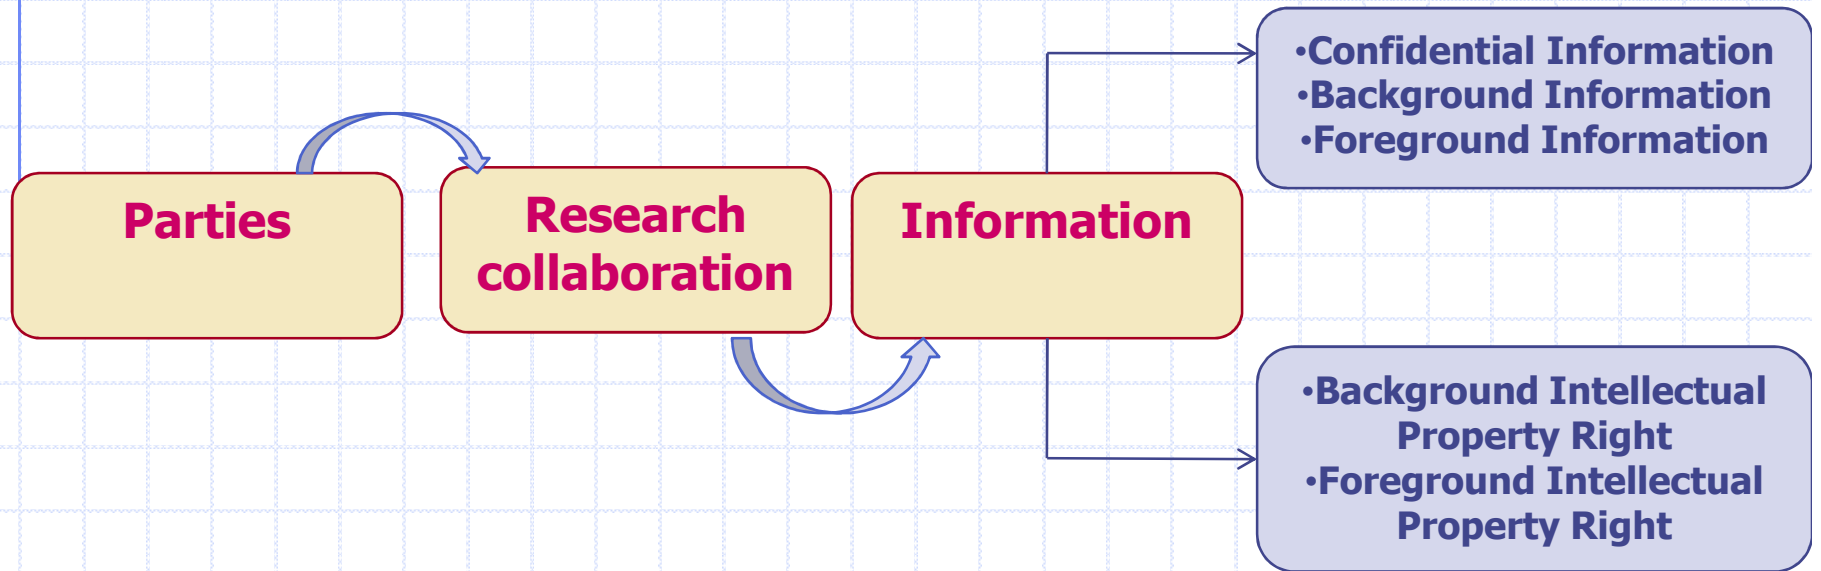 Parties
Research
collaboration
Information
•Confidential Information
•Background Information
•Foreground Information
•Background Intellectual
Property Right
•Foreground Intellectual
Property Right